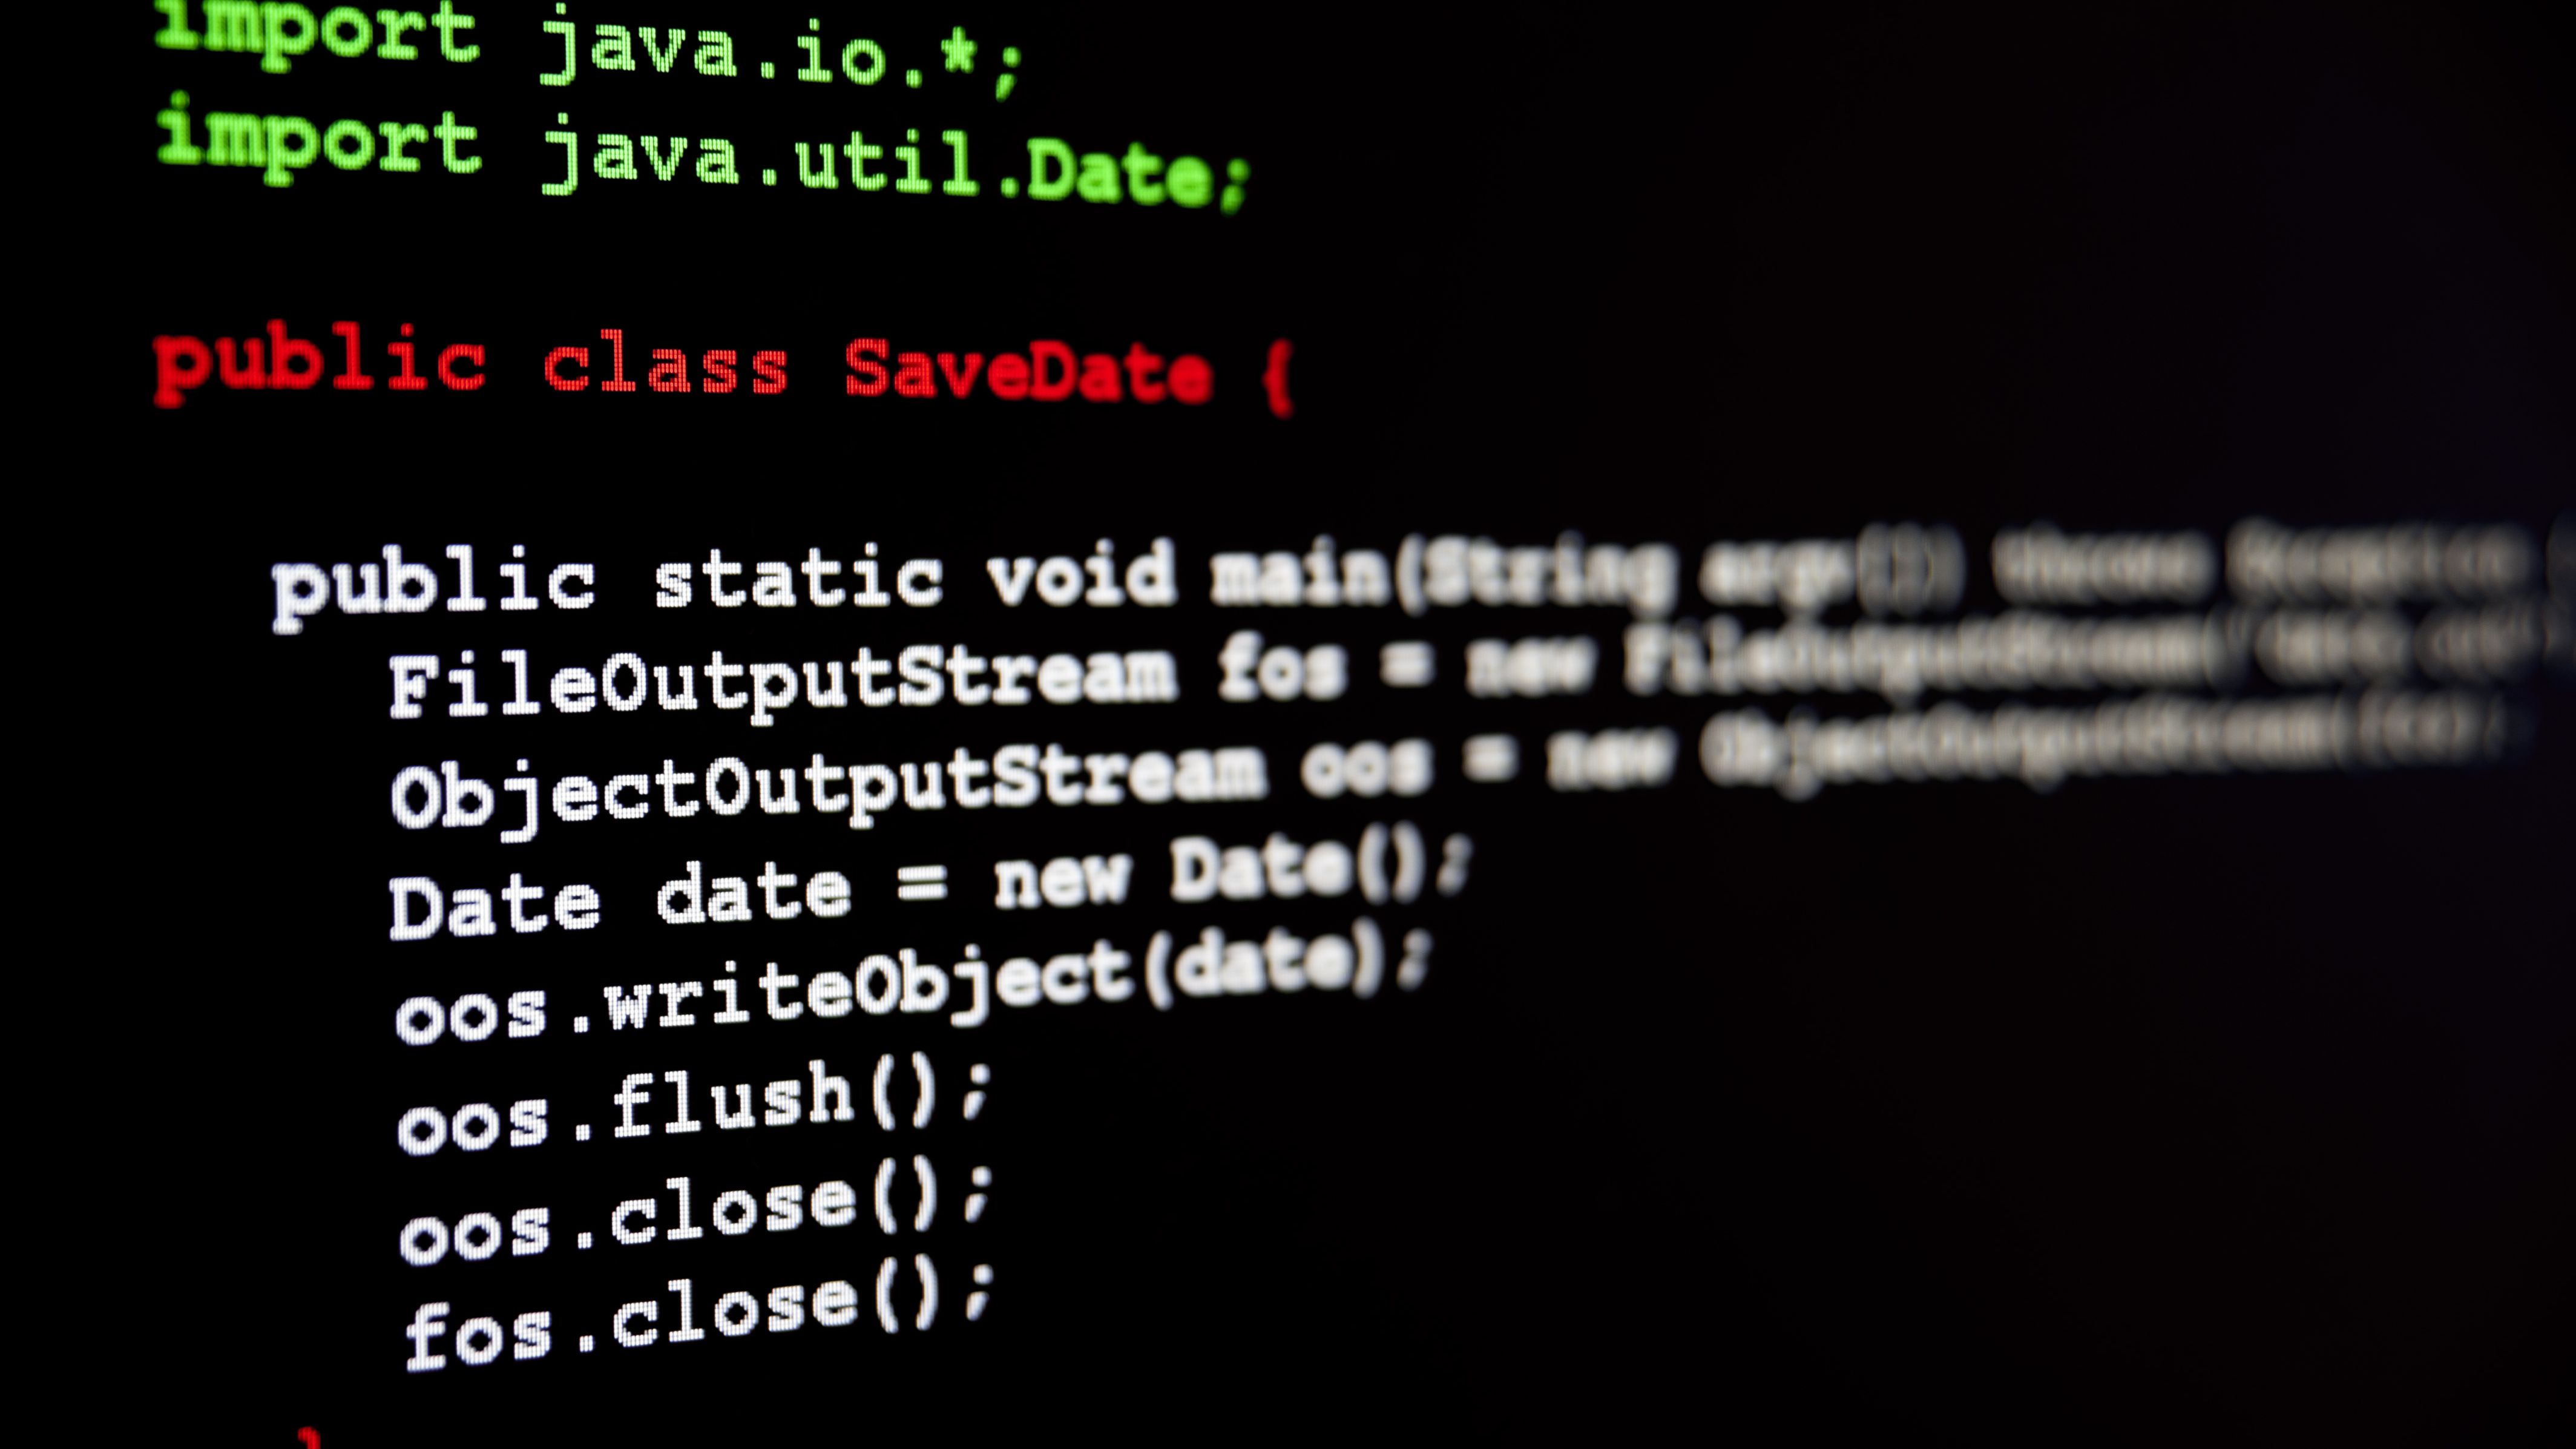 import java.io.*;
import java.util.Date;
public class SaveDate {
public static void main(String args[]) throws Exception {
FileOutputStream fos = new FileOutputStream(
ObjectOutputStream oos = new ObjectOutputStream(fos);
Date date = new Date();
oos.writeObject(date);
oos.flush();
oos.close();
fos.close();
}